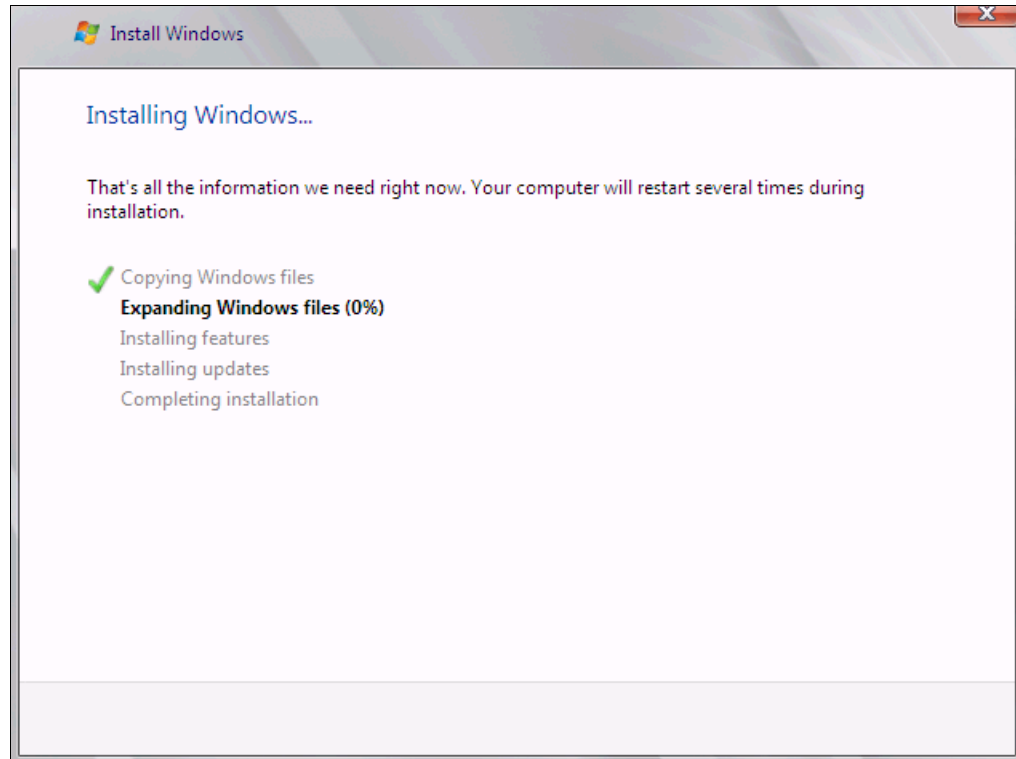 Install Windows
Installing Windows...
That's all the information we need right now. Your computer will restart several times during
installation.
Copying Windows files
Expanding Windows files (0%)
Installing features
Installing updates
Completing installation